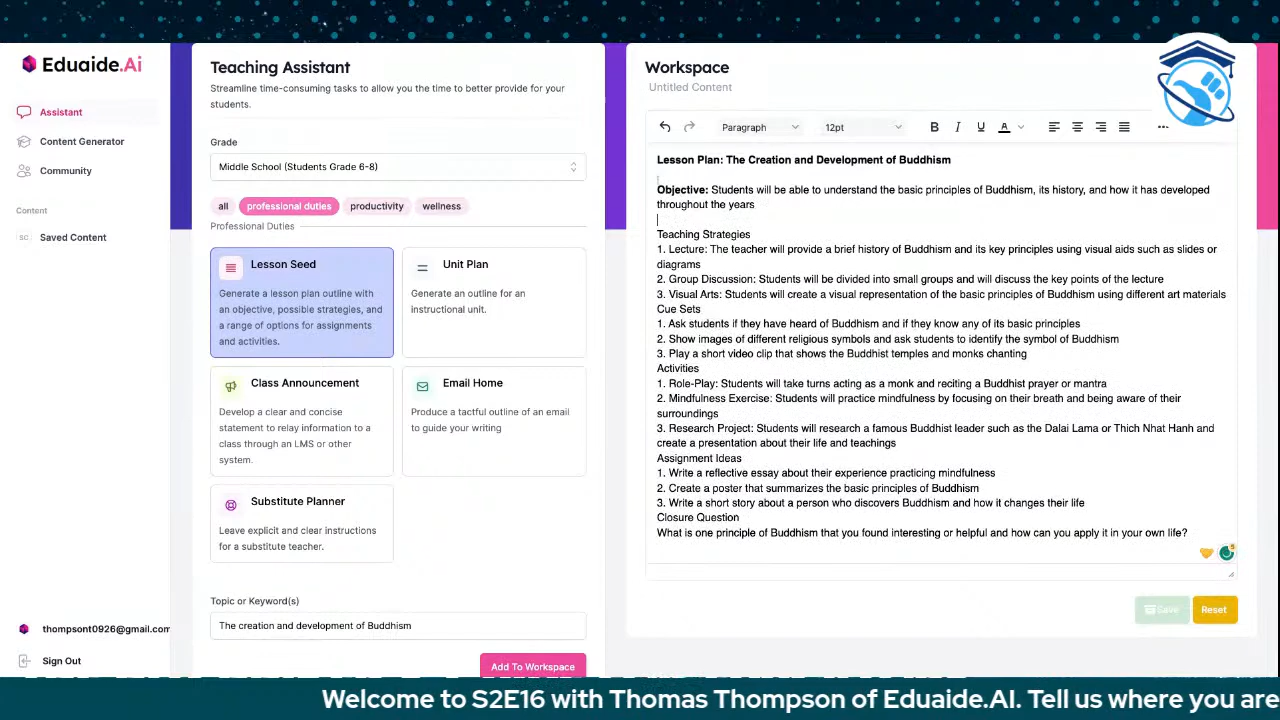 Eduaide.Ai
Assistant
Content Generator
Community
Content
SC Saved Content
thompsont0926@gmail.com
Sign Out
Teaching Assistant
Streamline time-consuming tasks to allow you the time to better provide for your
students.
Grade
Middle School (Students Grade 6-8)
all professional duties productivity wellness
Professional Duties
Lesson Seed
Generate a lesson plan outline with
an objective, possible strategies, and
a range of options for assignments
and activities.
Unit Plan
Generate an outline for an
instructional unit.
Class Announcement
Develop a clear and concise
statement to relay information to a
class through an LMS or other
system.
Email Home
Produce a tactful outline of an email
to guide your writing
Substitute Planner
Leave explicit and clear instructions
for a substitute teacher.
Topic or Keyword(s)
The creation and development of Buddhism
Add To Workspace
Workspace
Untitled Content
Paragraph 12pt B I U A
Lesson Plan: The Creation and Development of Buddhism
Objective: Students will be able to understand the basic principles of Buddhism, its history, and how it has developed
throughout the years
Teaching Strategies
1. Lecture: The teacher will provide a brief history of Buddhism and its key principles using visual aids such as slides or
diagrams
2. Group Discussion: Students will be divided into small groups and will discuss the key points of the lecture
3. Visual Arts: Students will create a visual representation of the basic principles of Buddhism using different art materials
Cue Sets
1. Ask students if they have heard of Buddhism and if they know any of its basic principles
2. Show images of different religious symbols and ask students to identify the symbol of Buddhism
3. Play a short video clip that shows the Buddhist temples and monks chanting
Activities
1. Role-Play: Students will take turns acting as a monk and reciting a Buddhist prayer or mantra
2. Mindfulness Exercise: Students will practice mindfulness by focusing on their breath and being aware of their
surroundings
3. Research Project: Students will research a famous Buddhist leader such as the Dalai Lama or Thich Nhat Hanh and
create a presentation about their life and teachings
Assignment Ideas
1. Write a reflective essay about their experience practicing mindfulness
2. Create a poster that summarizes the basic principles of Buddhism
3. Write a short story about a person who discovers Buddhism and how it changes their life
Closure Question
What is one principle of Buddhism that you found interesting or helpful and how can you apply it in your own life?
Save Reset
Welcome to S2E16 with Thomas Thompson of Eduaide.AI. Tell us where you are